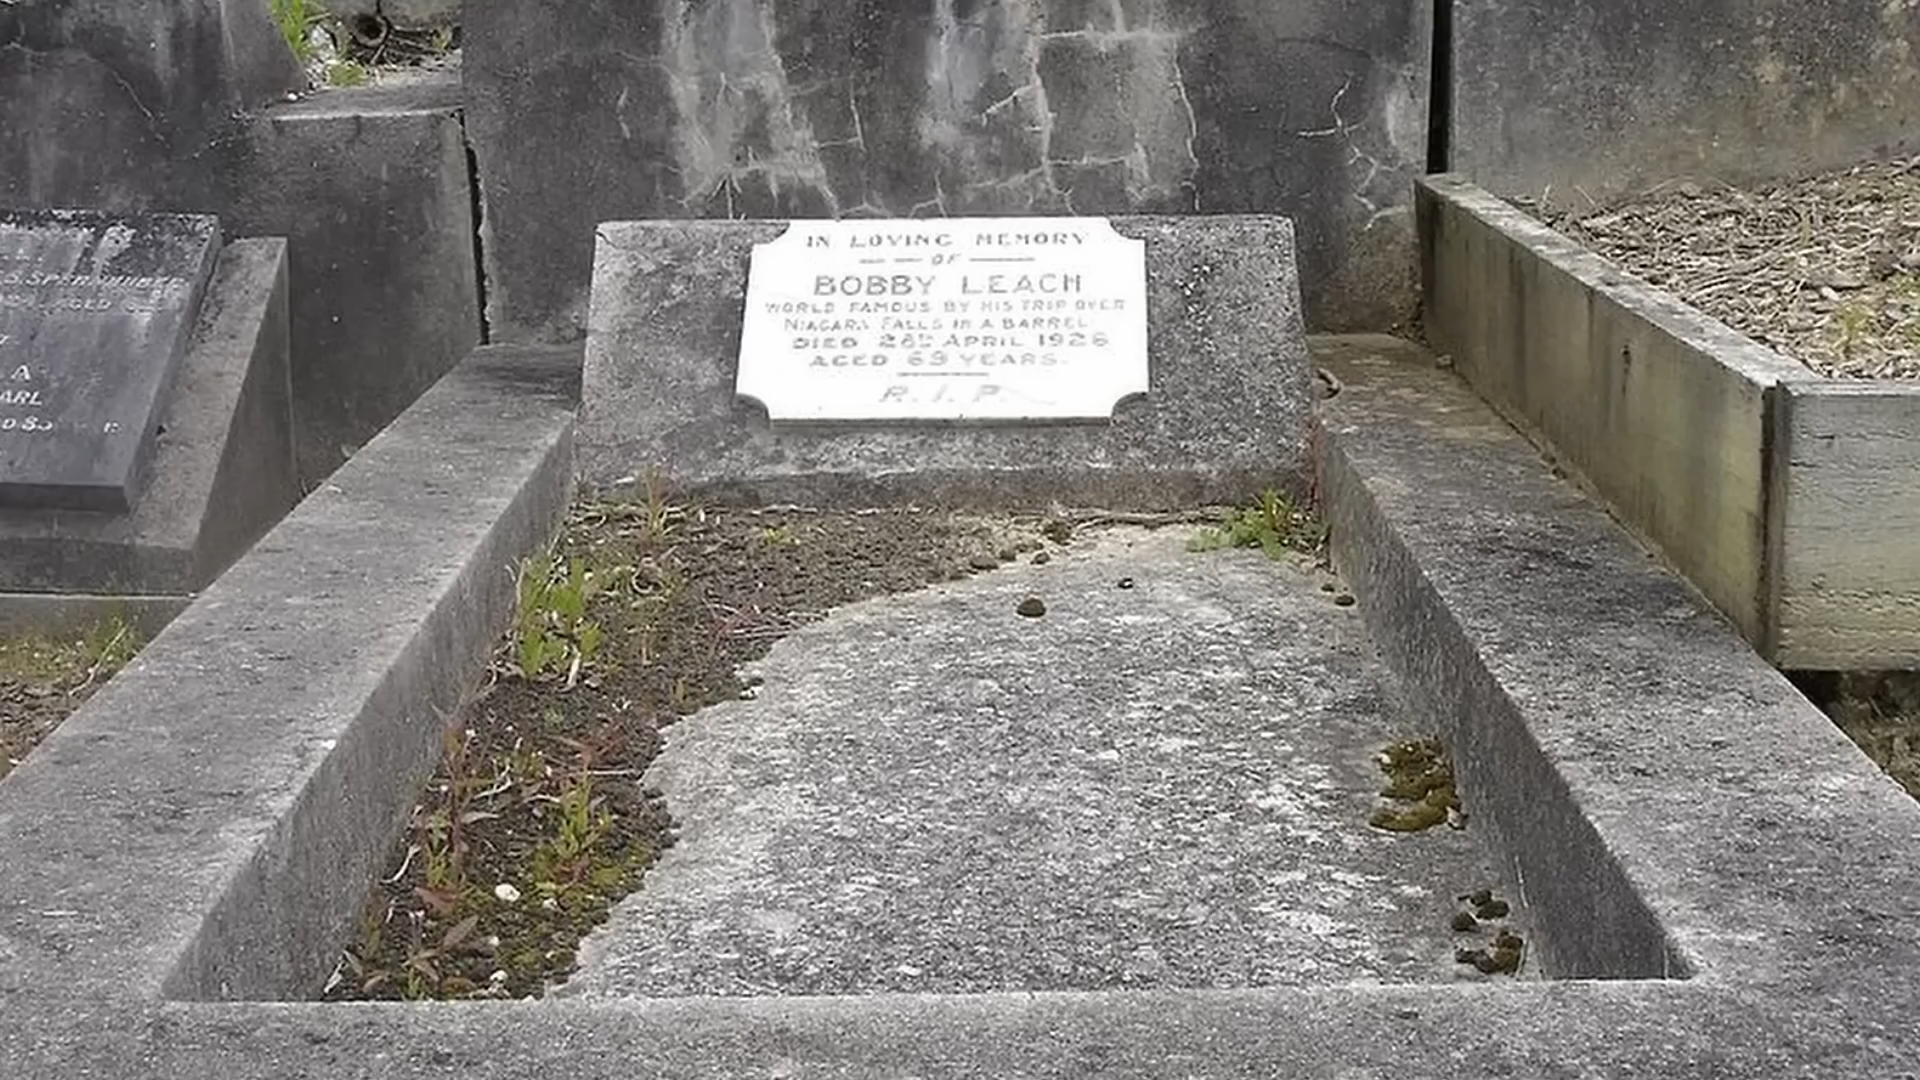 IN LOVING MEMORY
OF
BOBBY LEACH
WORLD FAMOUS BY HIS TRIP OVER
NIAGARA FALLS IN A BARREL
DIED 28TH APRIL 1926
AGED 69 YEARS.
R.I.P.
A
ARL